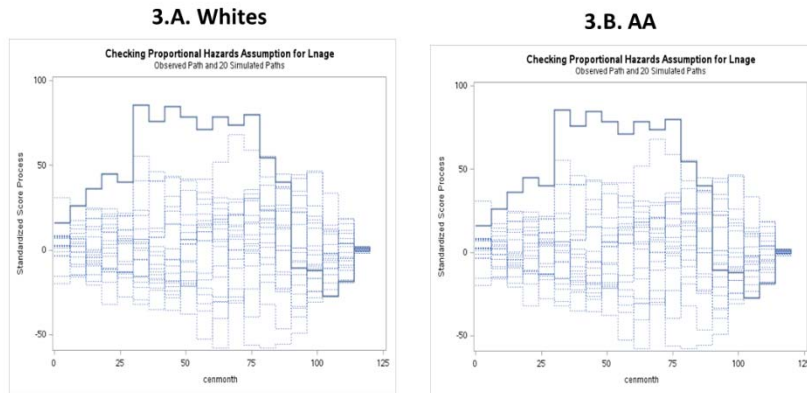 3.A. Whites
Checking Proportional Hazards Assumption for Lnage
Observed Path and 20 Simulated Paths
100
50
0
-50
Standardized Score Process
0 25 50 75 100 125
cenmonth
3.B. AA
Checking Proportional Hazards Assumption for Lnage
Observed Path and 20 Simulated Paths
100
50
0
-50
Standardized Score Process
0 25 50 75 100 125
cenmonth